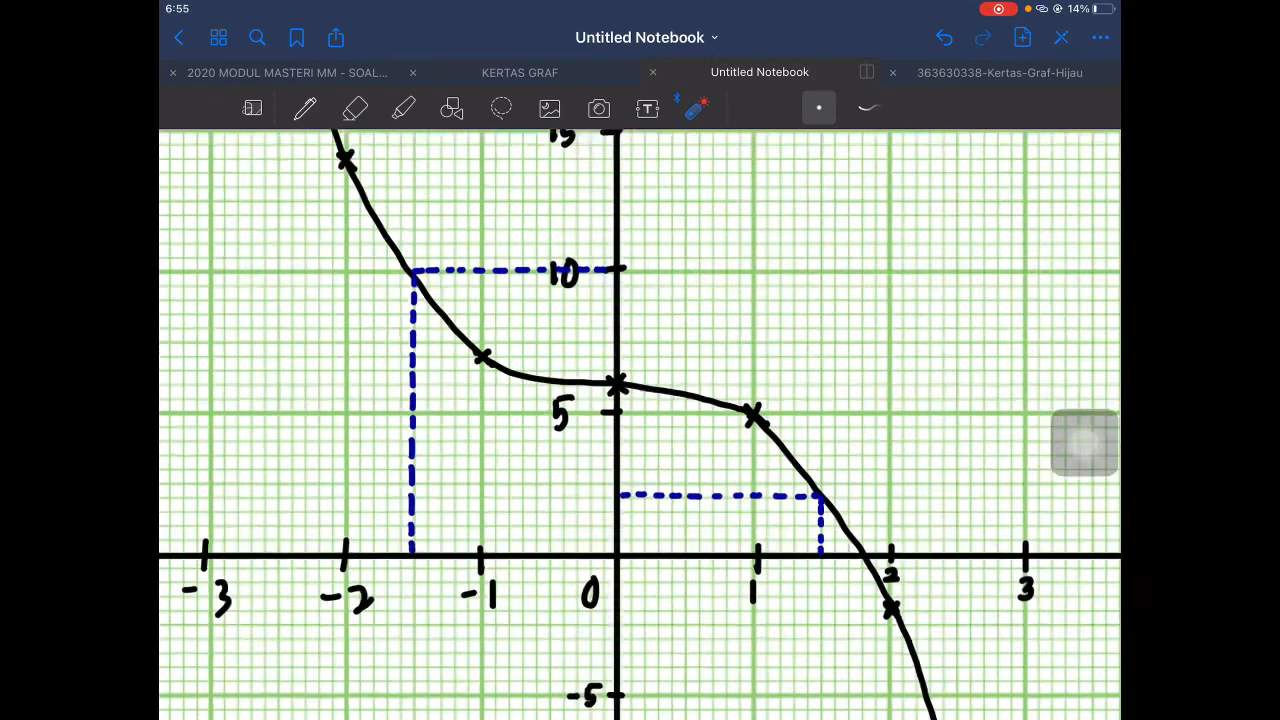 6:55
14%
Untitled Notebook
2020 MODUL MASTERI MM - SOAL...
KERTAS GRAF
Untitled Notebook
363630338-Kertas-Graf-Hijau
T
15
10
5
-3 -2 -1 0 1 2 3
-5